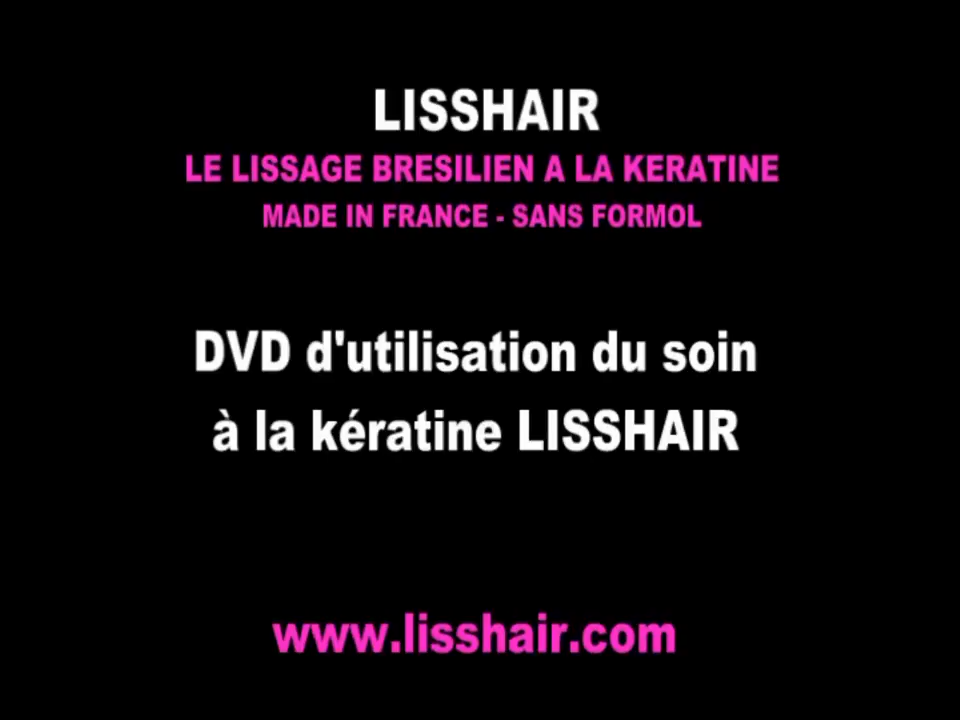 LISSHAIR
LE LISSAGE BRESILIEN A LA KERATINE
MADE IN FRANCE - SANS FORMOL
DVD d'utilisation du soin
à la kératine LISSHAIR
www.lisshair.com